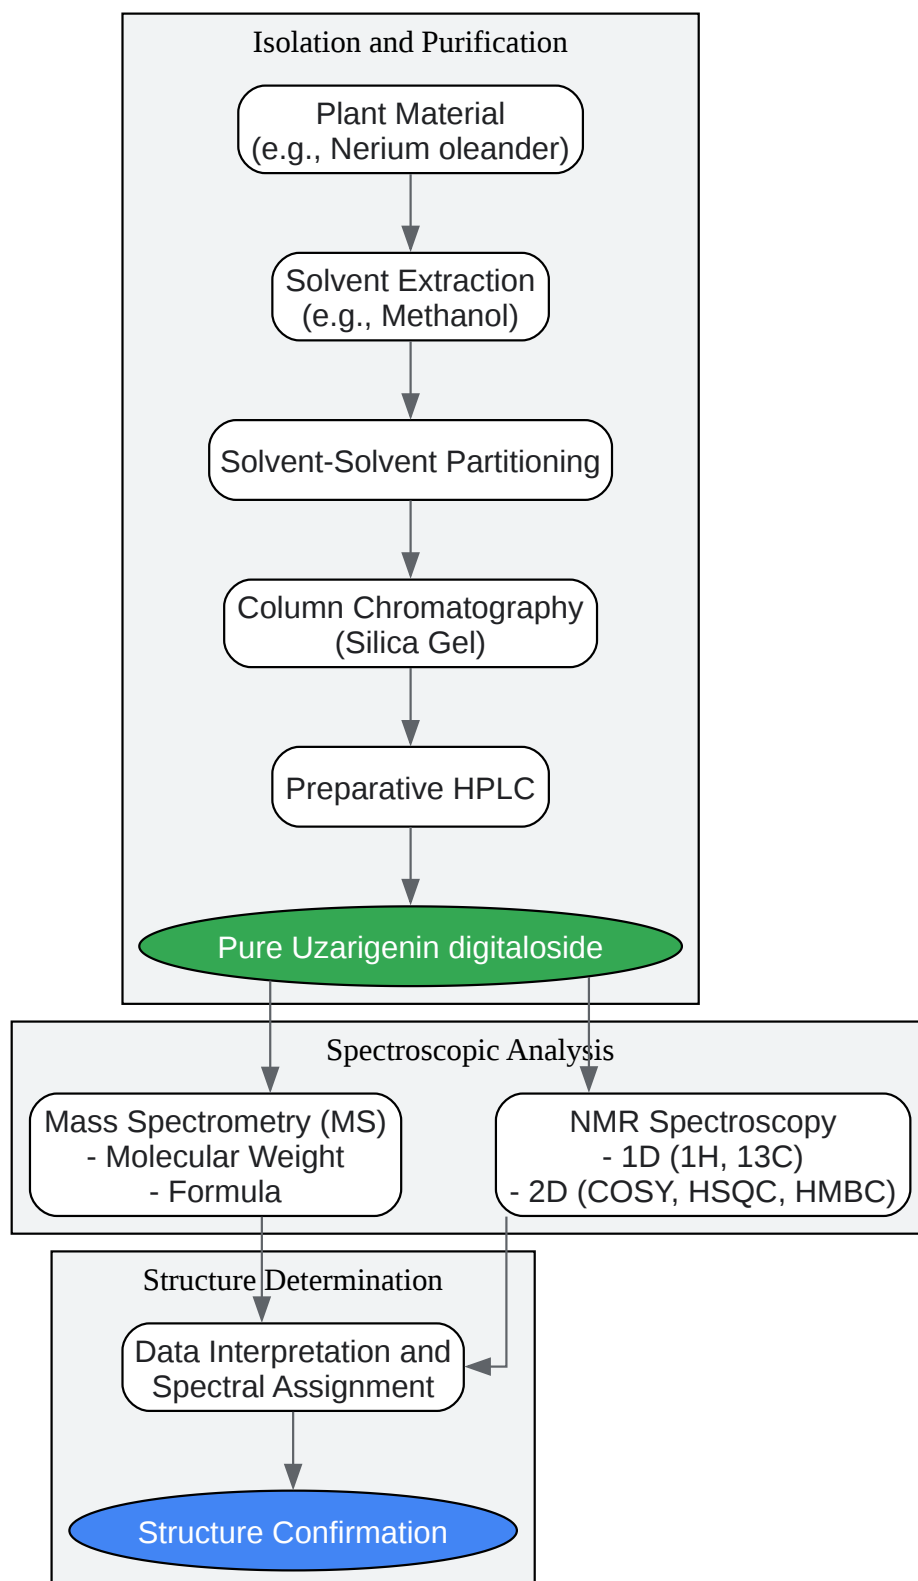 Isolation and Purification
Plant Material
(e.g., Nerium oleander)
Solvent Extraction
(e.g., Methanol)
Solvent-Solvent Partitioning
Column Chromatography
(Silica Gel)
Preparative HPLC
Pure Uzarigenin digitaloside
Spectroscopic Analysis
Mass Spectrometry (MS)
- Molecular Weight
- Formula
NMR Spectroscopy
- 1D (1H, 13C)
- 2D (COSY, HSQC, HMBC)
Structure Determination
Data Interpretation and
Spectral Assignment
Structure Confirmation